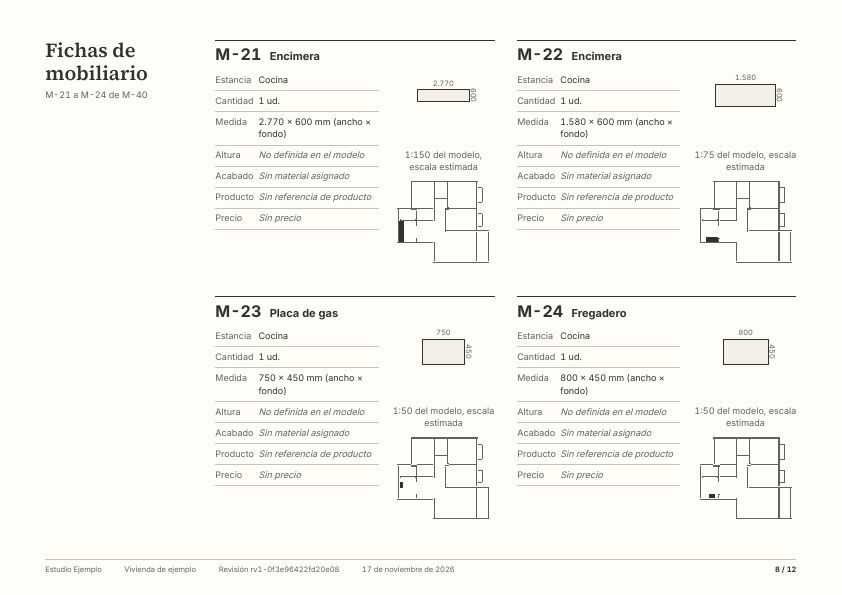 Fichas de
mobiliario
M-21 a M-24 de M-40
M-21 Encimera
Estancia Cocina
Cantidad 1 ud.
Medida 2.770 × 600 mm (ancho ×
fondo)
Altura No definida en el modelo
Acabado Sin material asignado
Producto Sin referencia de producto
Precio Sin precio
2.770
600
1:150 del modelo,
escala estimada
M-22 Encimera
Estancia Cocina
Cantidad 1 ud.
Medida 1.580 × 600 mm (ancho ×
fondo)
Altura No definida en el modelo
Acabado Sin material asignado
Producto Sin referencia de producto
Precio Sin precio
1.580
600
1:75 del modelo, escala
estimada
M-23 Placa de gas
Estancia Cocina
Cantidad 1 ud.
Medida 750 × 450 mm (ancho ×
fondo)
Altura No definida en el modelo
Acabado Sin material asignado
Producto Sin referencia de producto
Precio Sin precio
750
450
1:50 del modelo, escala
estimada
M-24 Fregadero
Estancia Cocina
Cantidad 1 ud.
Medida 800 × 450 mm (ancho ×
fondo)
Altura No definida en el modelo
Acabado Sin material asignado
Producto Sin referencia de producto
Precio Sin precio
800
450
1:50 del modelo, escala
estimada
Estudio Ejemplo Vivienda de ejemplo Revisión rv1-0f3e96422fd20e08 17 de noviembre de 2026 8 / 12